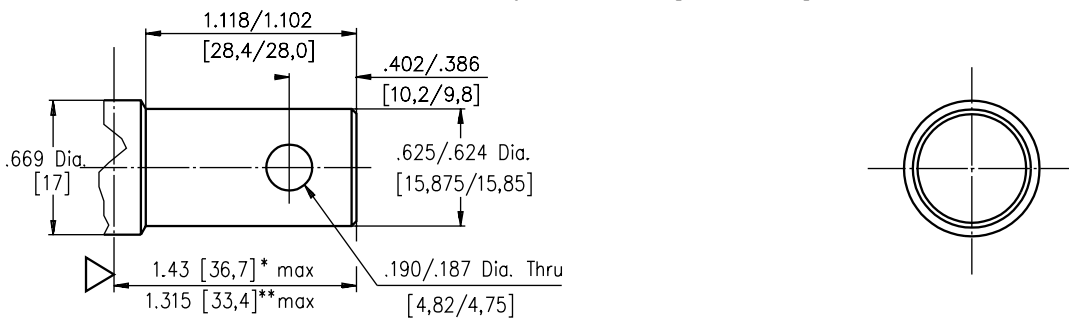 1.118/1.102
[28,4/28,0]
.402/.386
[10,2/9,8]
.669 Dia.
[17]
.625/.624 Dia.
[15,875/15,85]
1.43 [36,7]* max
1.315 [33,4]**max
.190/.187 Dia. Thru
[4,82/4,75]